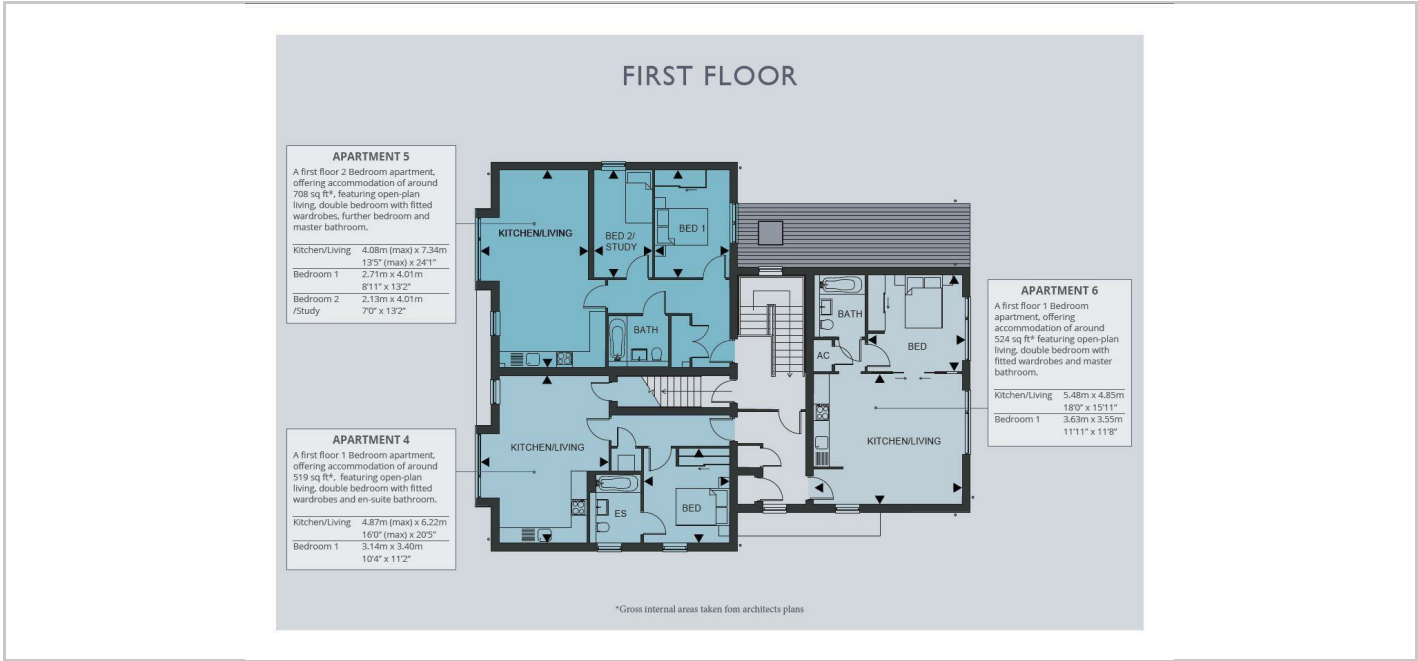 FIRST FLOOR
APARTMENT 5
A first floor 2 Bedroom apartment,
offering accommodation of around
708 sq ft*, featuring open-plan
living, double bedroom with fitted
wardrobes, further bedroom and
master bathroom.
Kitchen/Living 4.08m (max) x 7.34m
13'5" (max) x 24'1"
Bedroom 1 2.71m x 4.01m
8'11" x 13'2"
Bedroom 2 2.13m x 4.01m
/Study 7'0" x 13'2"
KITCHEN/LIVING
BED 2/
STUDY
BED 1
BATH
APARTMENT 6
A first floor 1 Bedroom
apartment, offering
accommodation of around
524 sq ft* featuring open-plan
living, double bedroom with
fitted wardrobes and master
bathroom.
Kitchen/Living 5.48m x 4.85m
18'0" x 15'11"
Bedroom 1 3.63m x 3.55m
11'11" x 11'8"
BATH
BED
AC
KITCHEN/LIVING
APARTMENT 4
A first floor 1 Bedroom apartment,
offering accommodation of around
519 sq ft*, featuring open-plan
living, double bedroom with fitted
wardrobes and en-suite bathroom.
Kitchen/Living 4.87m (max) x 6.22m
16'0" (max) x 20'5"
Bedroom 1 3.14m x 3.40m
10'4" x 11'2"
KITCHEN/LIVING
ES
BED
*Gross internal areas taken fom architects plans